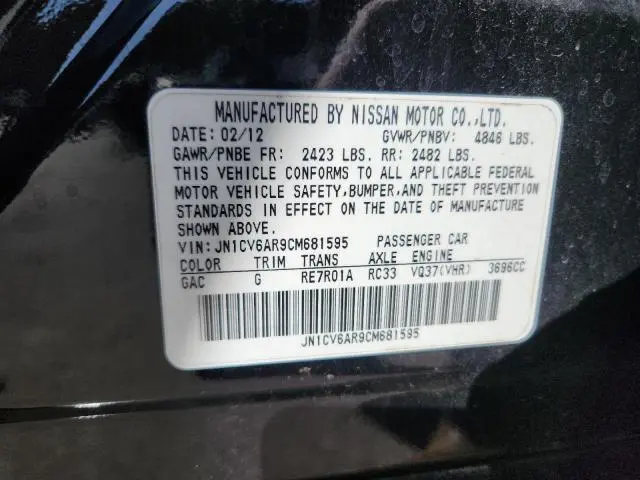 MANUFACTURED BY NISSAN MOTOR CO.,LTD.
DATE: 02/12 GVWR/PNBV: 4846 LBS.
GAWR/PNBE FR: 2423 LBS. RR: 2482 LBS.
THIS VEHICLE CONFORMS TO ALL APPLICABLE FEDERAL
MOTOR VEHICLE SAFETY,BUMPER,AND THEFT PREVENTION
STANDARDS IN EFFECT ON THE DATE OF MANUFACTURE
SHOWN ABOVE.
VIN: JN1CV6AR9CM681595 PASSENGER CAR
COLOR TRIM TRANS AXLE ENGINE
GAC G RE7R01A RC33 VQ37(VHR) 3696CC
JN1CV6AR9CM681595